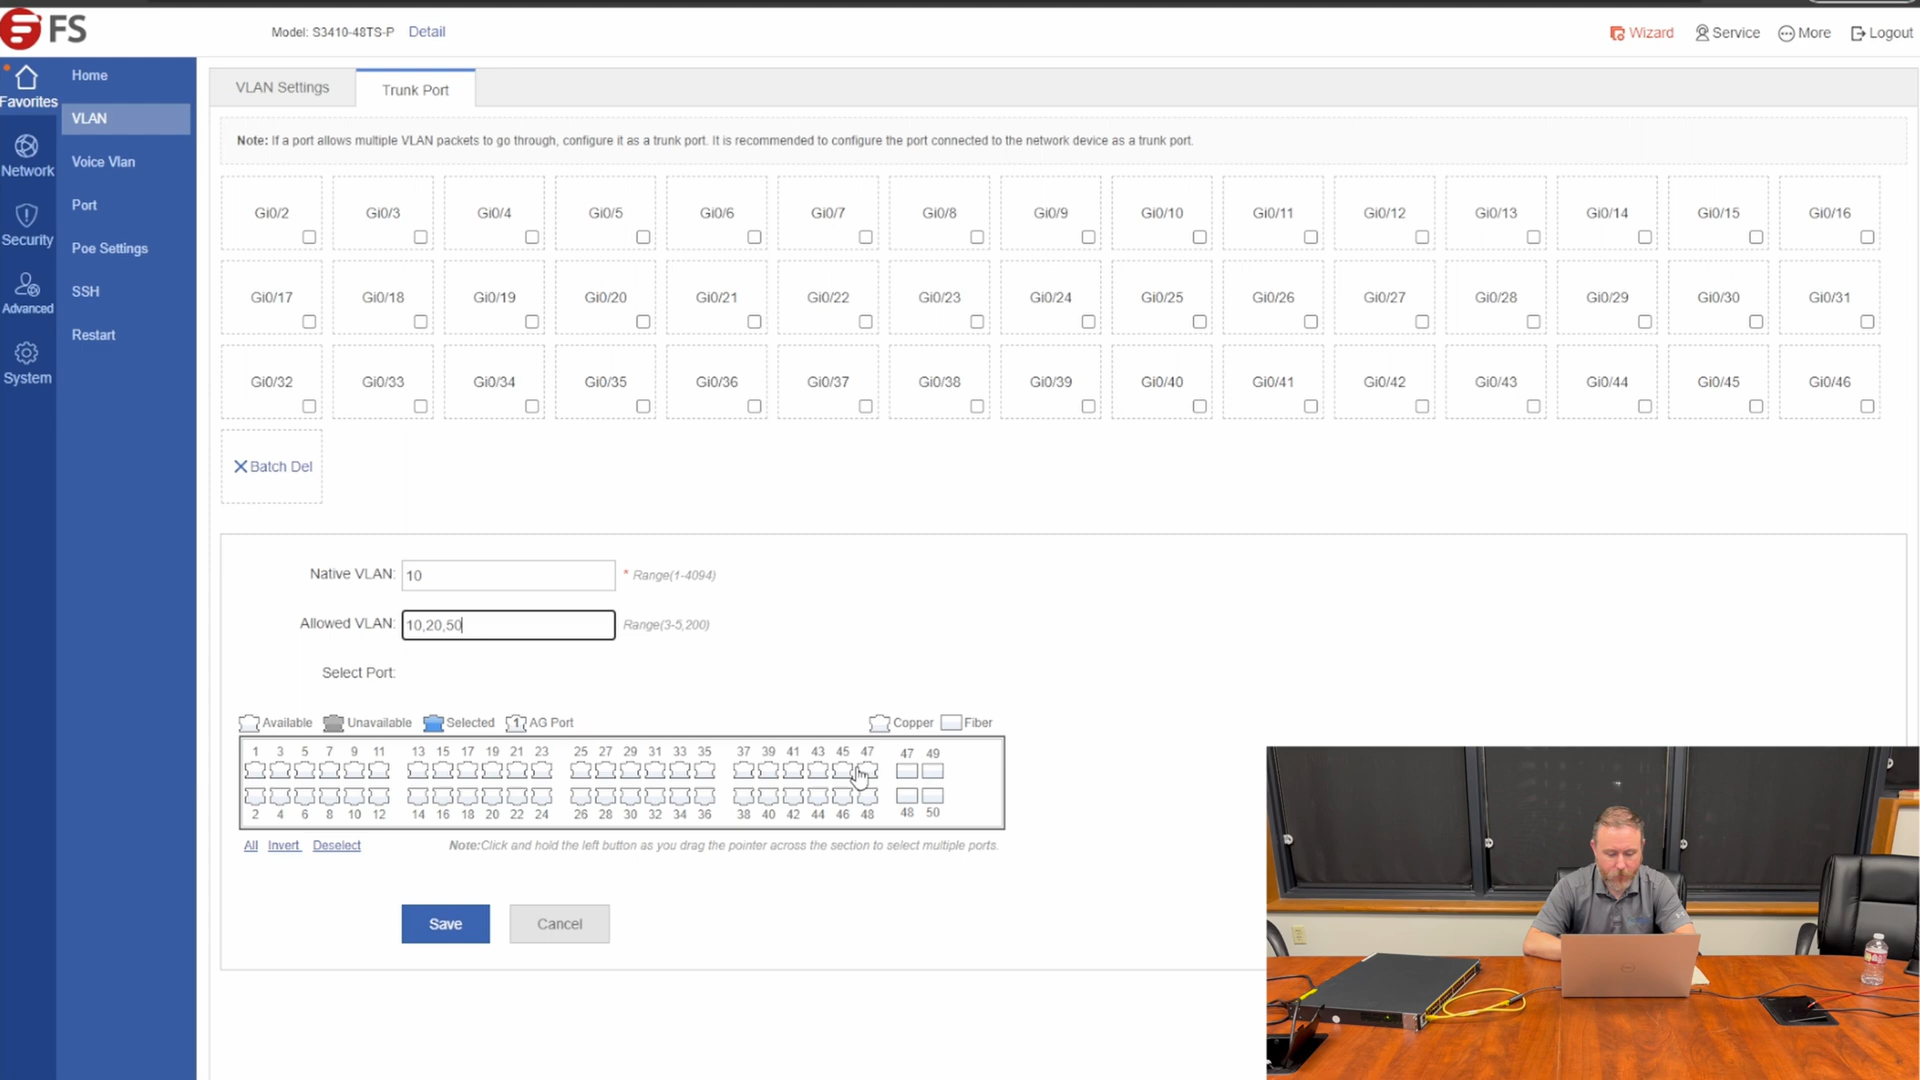 FS
Model: S3410-48TS-P Detail
Wizard Service More Logout
Favorites
Network
Security
Advanced
System
Home
VLAN
Voice Vlan
Port
Poe Settings
SSH
Restart
VLAN Settings Trunk Port
Note: If a port allows multiple VLAN packets to go through, configure it as a trunk port. It is recommended to configure the port connected to the network device as a trunk port.
Gi0/2 Gi0/3 Gi0/4 Gi0/5 Gi0/6 Gi0/7 Gi0/8 Gi0/9 Gi0/10 Gi0/11 Gi0/12 Gi0/13 Gi0/14 Gi0/15 Gi0/16
Gi0/17 Gi0/18 Gi0/19 Gi0/20 Gi0/21 Gi0/22 Gi0/23 Gi0/24 Gi0/25 Gi0/26 Gi0/27 Gi0/28 Gi0/29 Gi0/30 Gi0/31
Gi0/32 Gi0/33 Gi0/34 Gi0/35 Gi0/36 Gi0/37 Gi0/38 Gi0/39 Gi0/40 Gi0/41 Gi0/42 Gi0/43 Gi0/44 Gi0/45 Gi0/46
Batch Del
Native VLAN: 10 * Range(1-4094)
Allowed VLAN: 10,20,50 Range(3-5,200)
Select Port:
Available Unavailable Selected 1 AG Port Copper Fiber
1 3 5 7 9 11 13 15 17 19 21 23 25 27 29 31 33 35 37 39 41 43 45 47 47 49
2 4 6 8 10 12 14 16 18 20 22 24 26 28 30 32 34 36 38 40 42 44 46 48 48 50
All Invert Deselect Note:Click and hold the left button as you drag the pointer across the section to select multiple ports.
Save Cancel